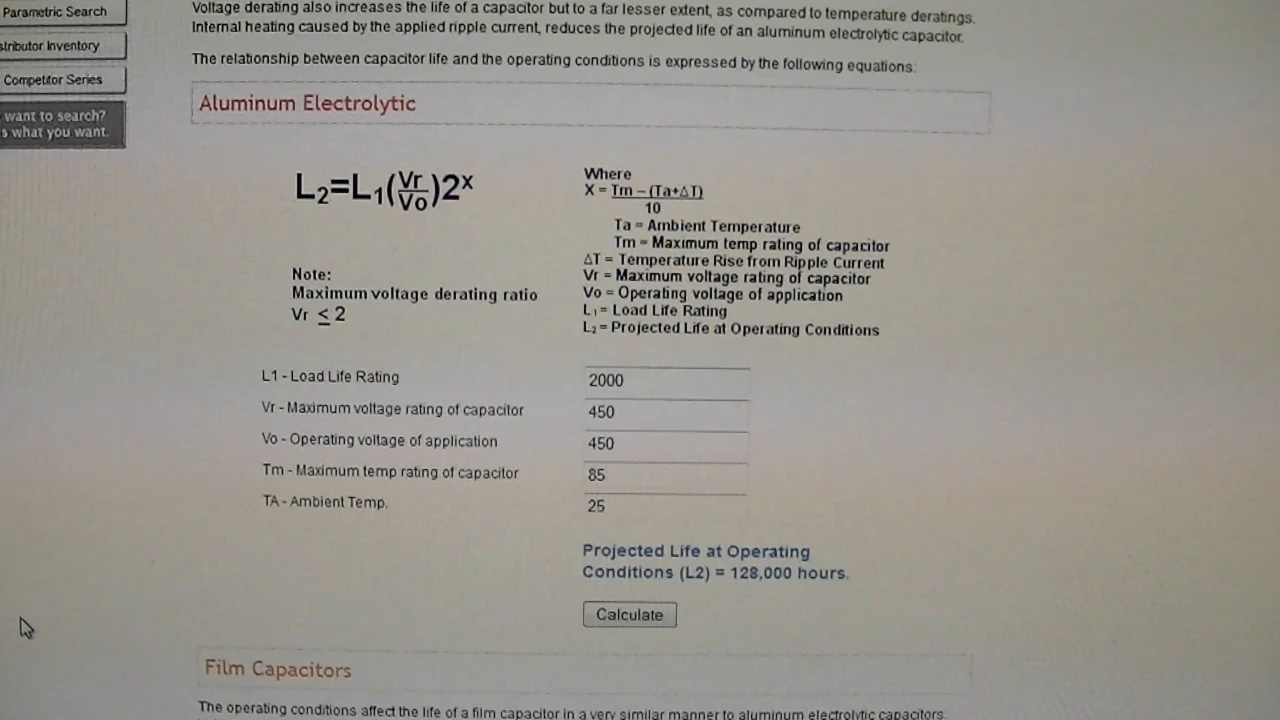 Parametric Search
stributor Inventory
Competitor Series
want to search?
s what you want.
Voltage derating also increases the life of a capacitor but to a far lesser extent, as compared to temperature deratings.
Internal heating caused by the applied ripple current, reduces the projected life of an aluminum electrolytic capacitor.
The relationship between capacitor life and the operating conditions is expressed by the following equations:
Aluminum Electrolytic
L₂=L₁(Vr/Vo)2ˣ
Note:
Maximum voltage derating ratio
Vr ≤ 2
Where
X = Tm – (Ta+ΔT)
10
Ta = Ambient Temperature
Tm = Maximum temp rating of capacitor
ΔT = Temperature Rise from Ripple Current
Vr = Maximum voltage rating of capacitor
Vo = Operating voltage of application
L₁ = Load Life Rating
L₂ = Projected Life at Operating Conditions
L1 - Load Life Rating 2000
Vr - Maximum voltage rating of capacitor 450
Vo - Operating voltage of application 450
Tm - Maximum temp rating of capacitor 85
TA - Ambient Temp. 25
Projected Life at Operating
Conditions (L2) = 128,000 hours.
Calculate
Film Capacitors
The operating conditions affect the life of a film capacitor in a very similar manner to aluminum electrolytic capacitors.